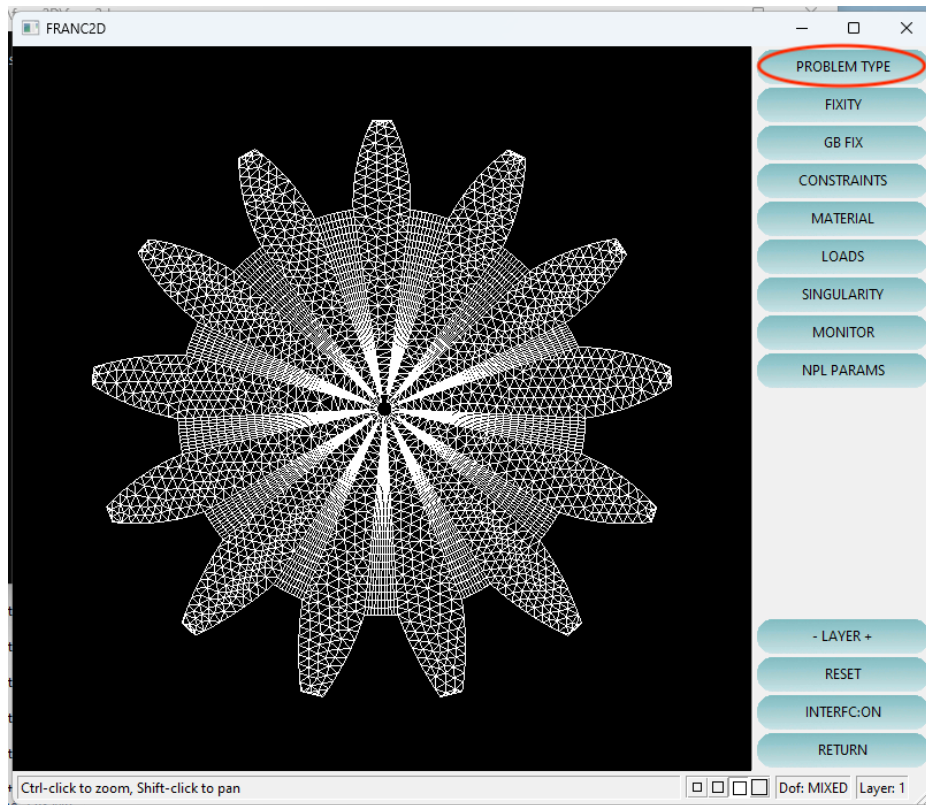 FRANC2D
PROBLEM TYPE
FIXITY
GB FIX
CONSTRAINTS
MATERIAL
LOADS
SINGULARITY
MONITOR
NPL PARAMS
- LAYER +
RESET
INTERFC:ON
RETURN
Ctrl-click to zoom, Shift-click to pan
Dof: MIXED
Layer: 1